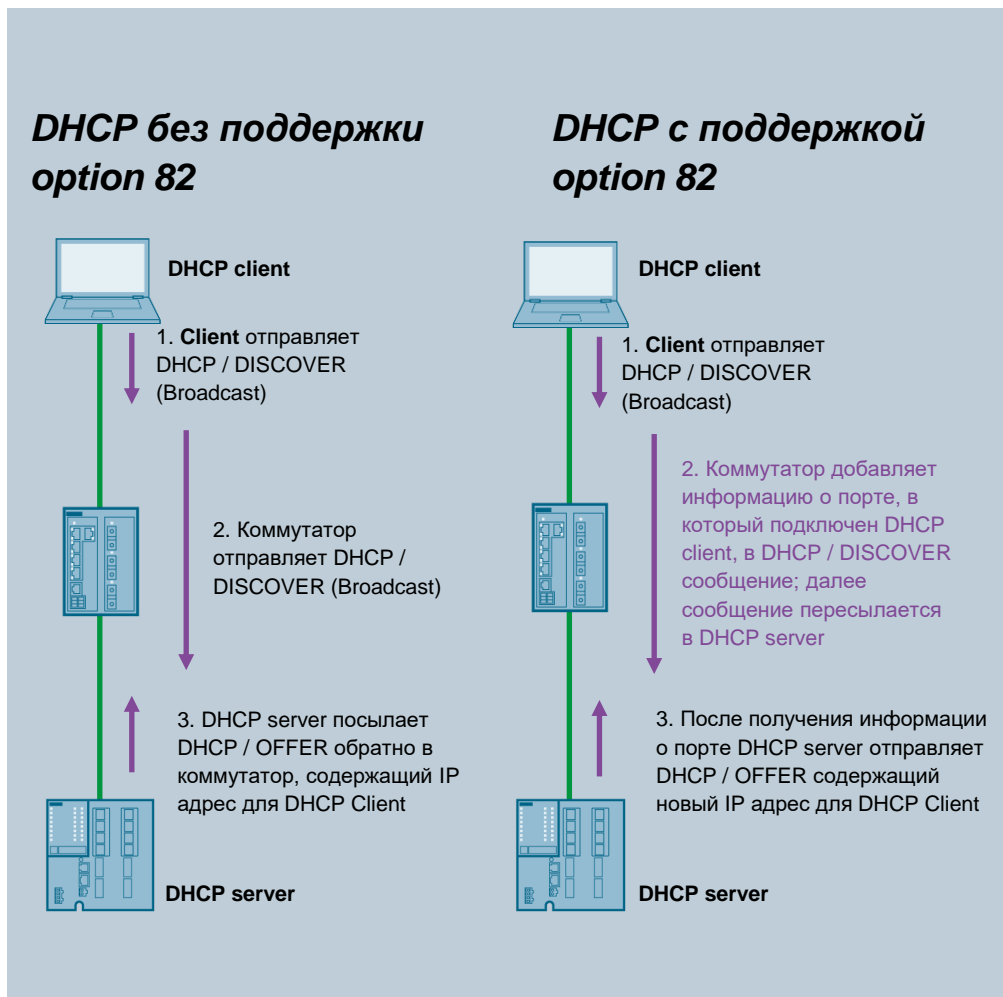 DHCP без поддержки
option 82
DHCP client
1. Client отправляет
DHCP / DISCOVER
(Broadcast)
2. Коммутатор
отправляет DHCP /
DISCOVER (Broadcast)
3. DHCP server посылает
DHCP / OFFER обратно в
коммутатор, содержащий IP
адрес для DHCP Client
DHCP server
DHCP с поддержкой
option 82
DHCP client
1. Client отправляет
DHCP / DISCOVER
(Broadcast)
2. Коммутатор добавляет
информацию о порте, в
который подключен DHCP
client, в DHCP / DISCOVER
сообщение; далее
сообщение пересылается
в DHCP server
3. После получения информации
о порте DHCP server отправляет
DHCP / OFFER содержащий
новый IP адрес для DHCP Client
DHCP server